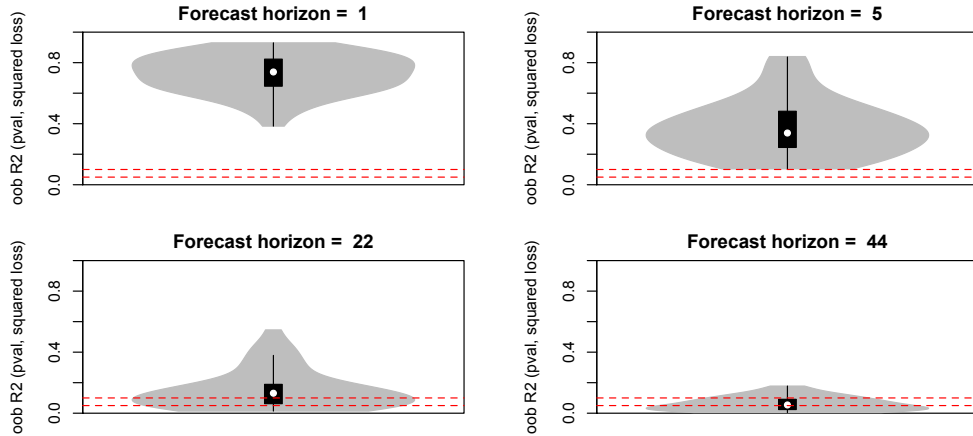 Forecast horizon = 1
oob R2 (pval, squared loss)
0.8
0.4
0.0
Forecast horizon = 5
oob R2 (pval, squared loss)
0.8
0.4
0.0
Forecast horizon = 22
oob R2 (pval, squared loss)
0.8
0.4
0.0
Forecast horizon = 44
oob R2 (pval, squared loss)
0.8
0.4
0.0